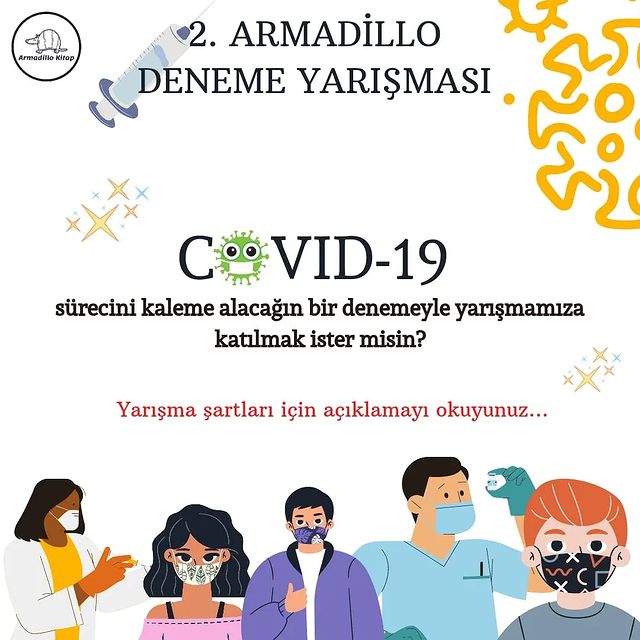 Armadillo Kitap
2. ARMADİLLO
DENEME YARIŞMASI
COVID-19
sürecini kaleme alacağın bir denemeyle yarışmamıza
katılmak ister misin?
Yarışma şartları için açıklamayı okuyunuz...